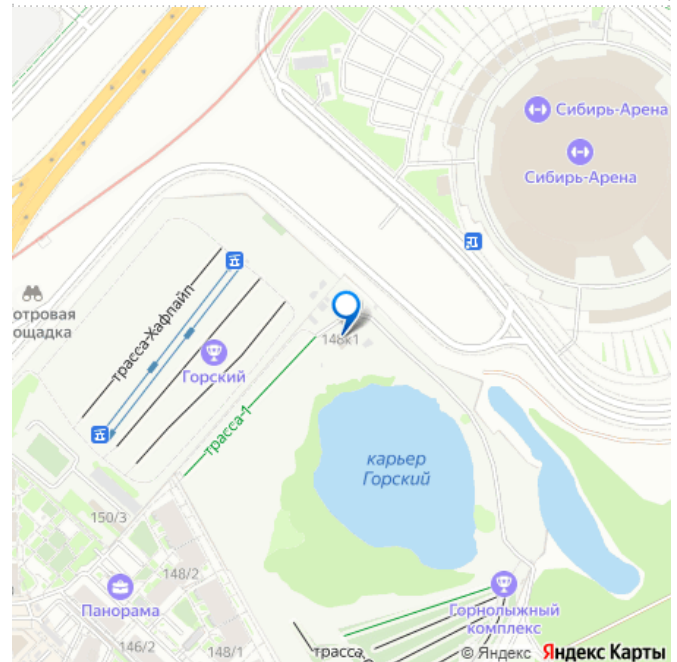 Сибирь-Арена
Сибирь-Арена
отровая
ощадка
трасса-Хафпайп
Горский
трасса-1
148к1
карьер
Горский
150/3
148/2
Панорама
146/2
148/1
Горнолыжный
комплекс
трасса
© Яндекс Яндекс Карты